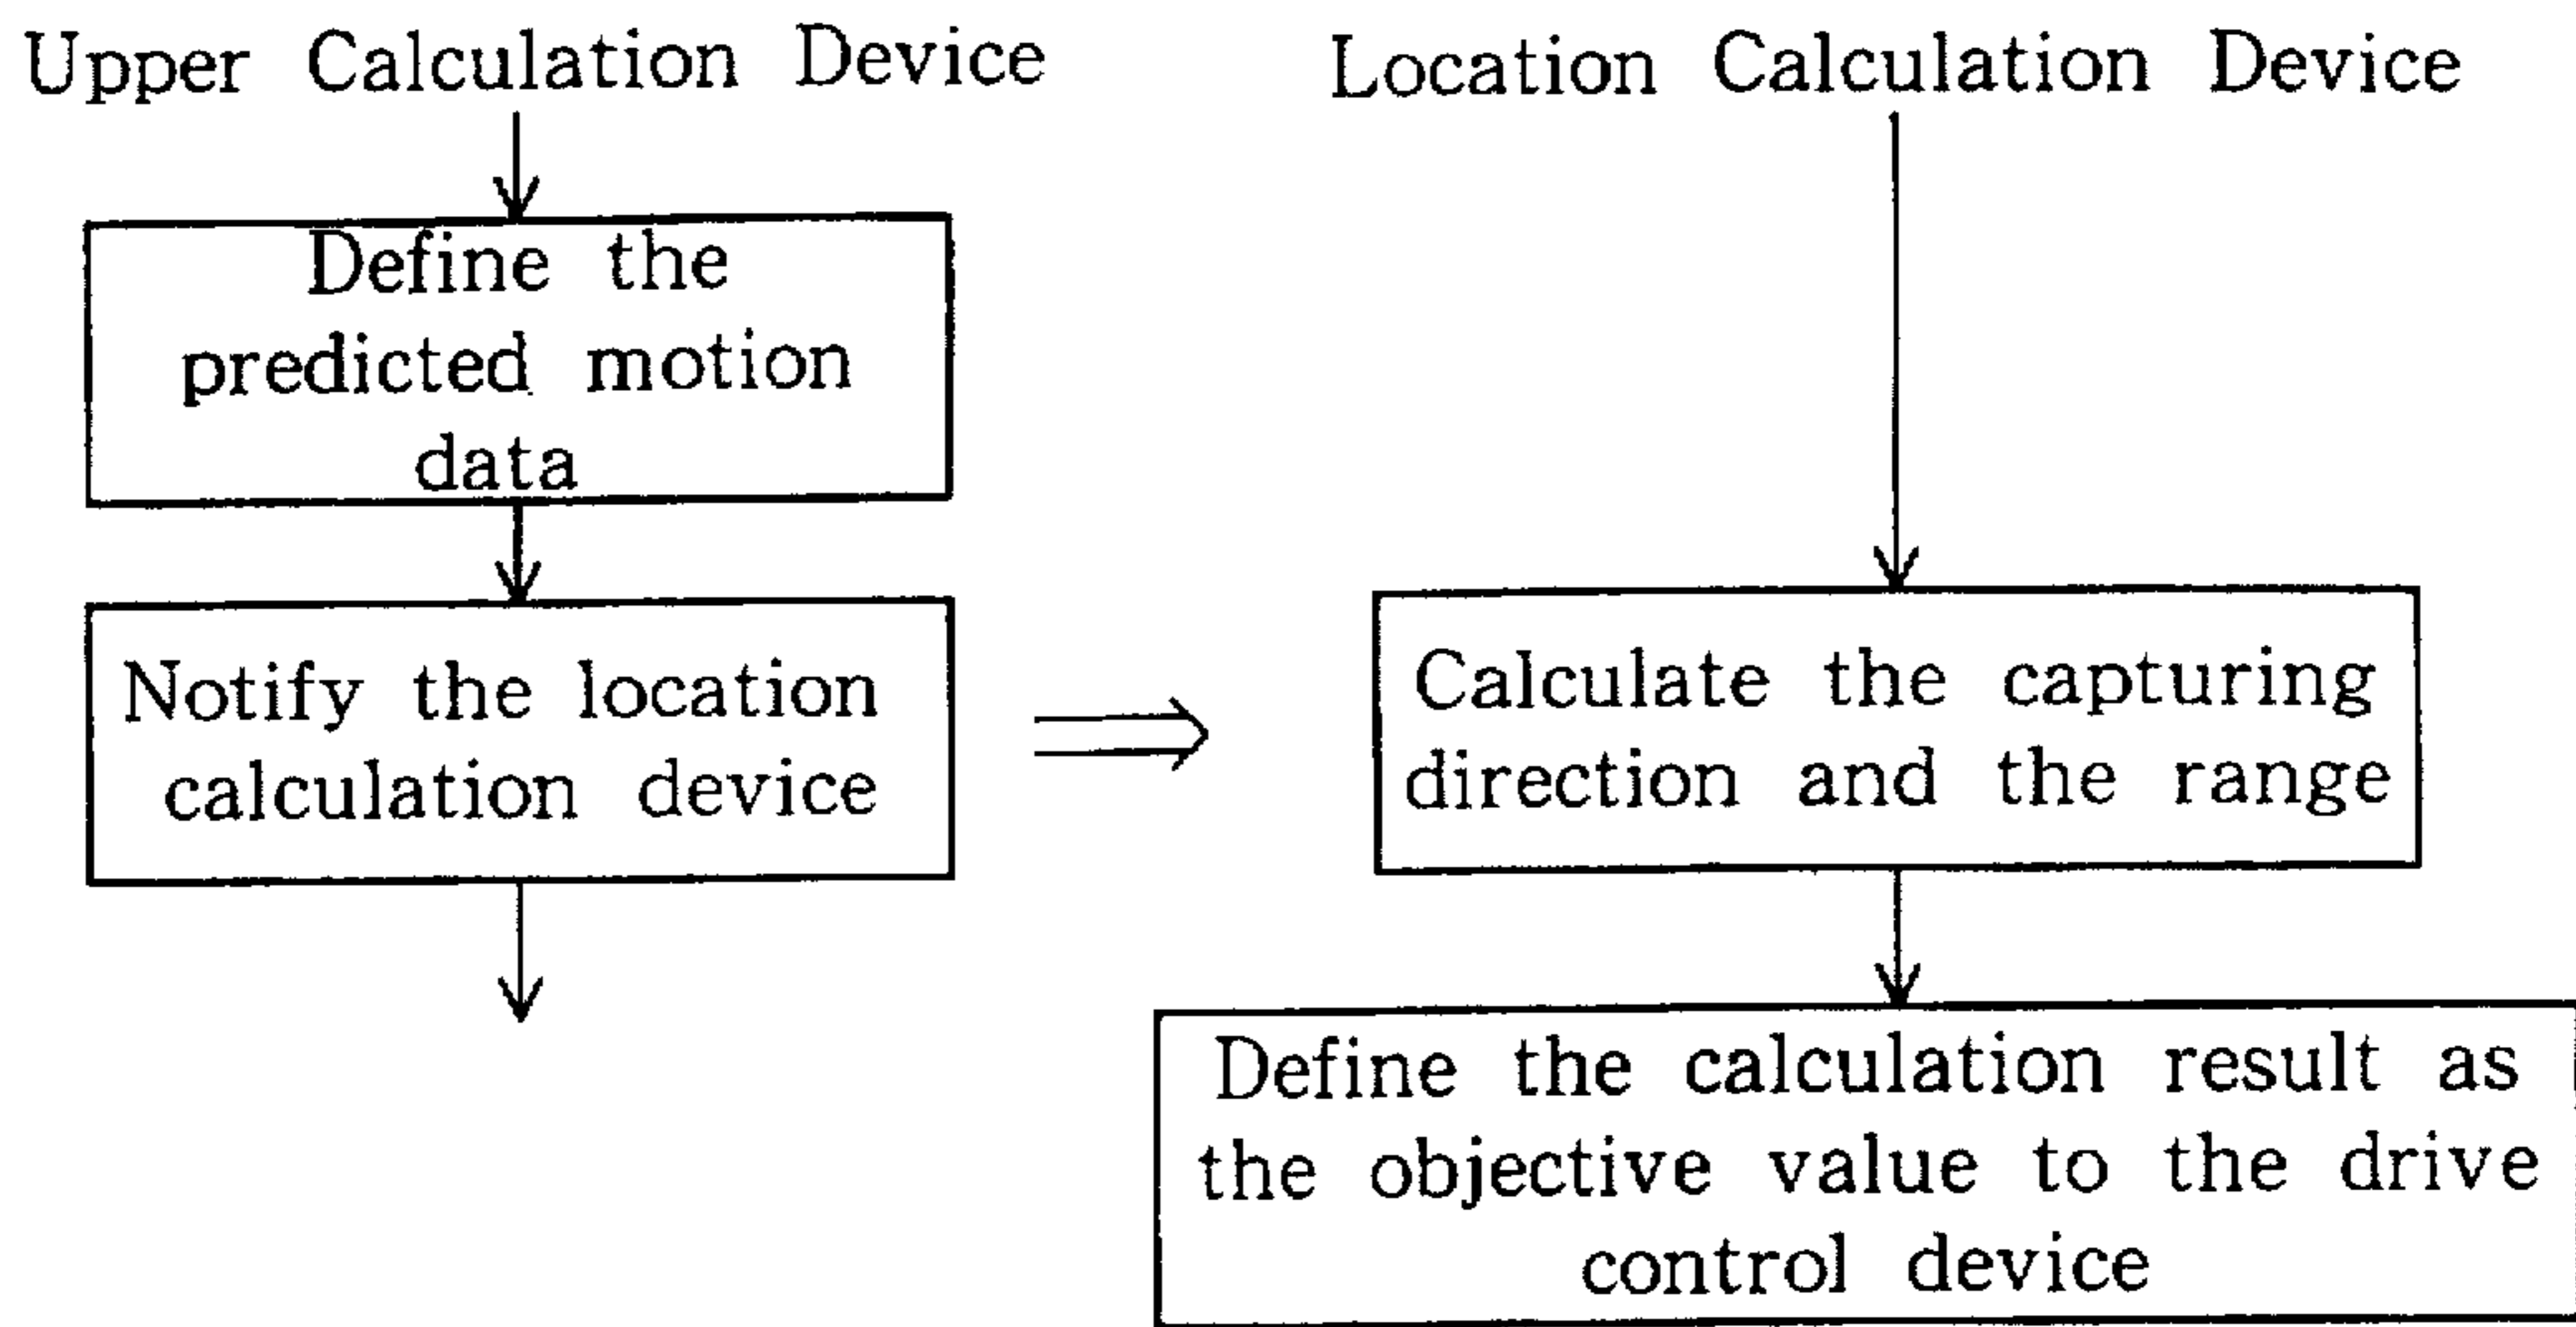 Upper Calculation Device
Location Calculation Device
Define the
predicted motion
data
Notify the location
calculation device
Calculate the capturing
direction and the range
Define the calculation result as
the objective value to the drive
control device